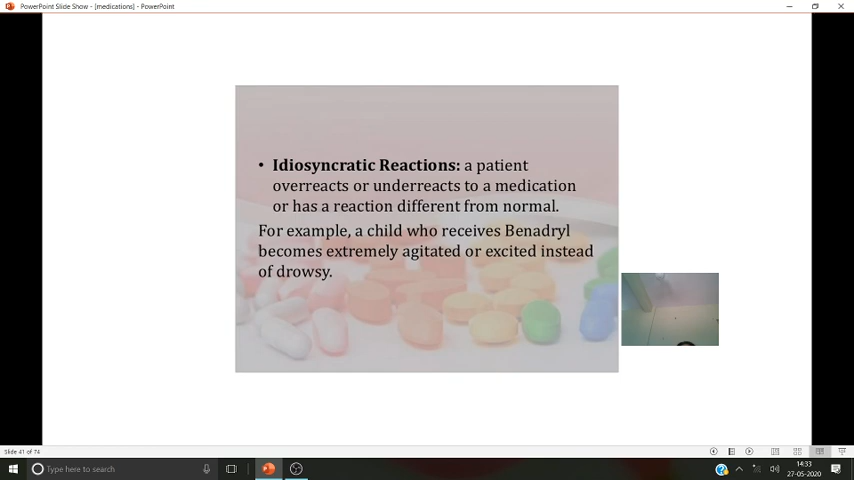 PowerPoint Slide Show - [medications] - PowerPoint
• Idiosyncratic Reactions: a patient
overreacts or underreacts to a medication
or has a reaction different from normal.
For example, a child who receives Benadryl
becomes extremely agitated or excited instead
of drowsy.
Slide 41 of 74
Type here to search
14:33
27-05-2020